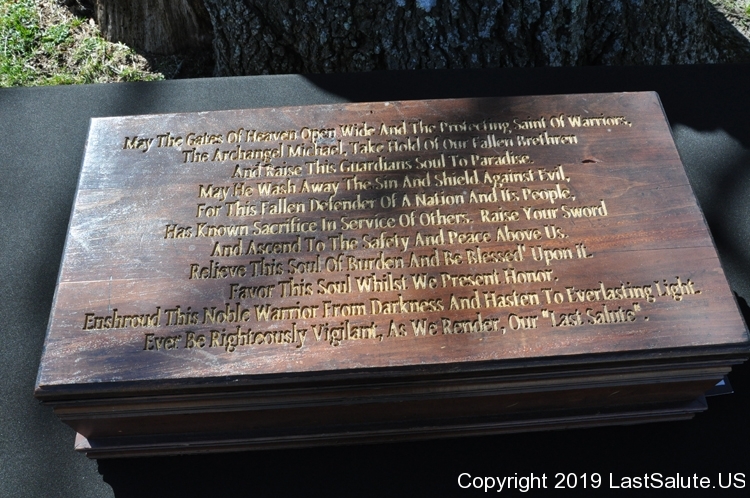 May The Gates Of Heaven Open Wide And The Protecting Saint Of Warriors,
The Archangel Michael, Take Hold Of Our Fallen Brethren
And Raise This Guardians Soul To Paradise.
May He Wash Away The Sin And Shield Against Evil,
For This Fallen Defender Of A Nation And Its People,
Has Known Sacrifice In Service Of Others. Raise Your Sword
And Ascend To The Safety And Peace Above Us.
Relieve This Soul Of Burden And Be Blessed' Upon it.
Favor This Soul Whilst We Present Honor.
Enshroud This Noble Warrior From Darkness And Hasten To Everlasting Light.
Ever Be Righteously Vigilant, As We Render, Our "Last Salute".
Copyright 2019 LastSalute.US